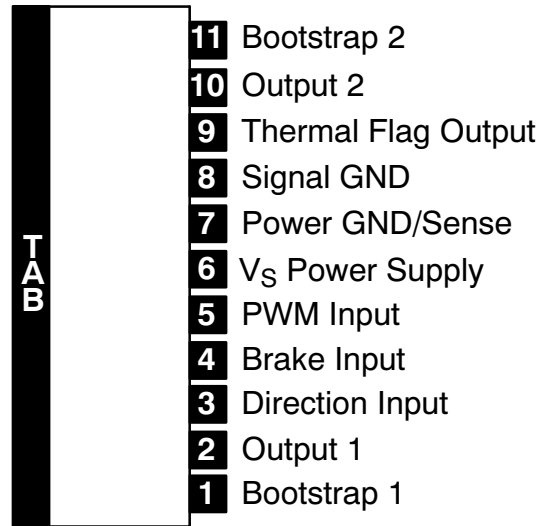 11 Bootstrap 2
10 Output 2
9 Thermal Flag Output
8 Signal GND
7 Power GND/Sense
TAB
6 VS Power Supply
5 PWM Input
4 Brake Input
3 Direction Input
2 Output 1
1 Bootstrap 1